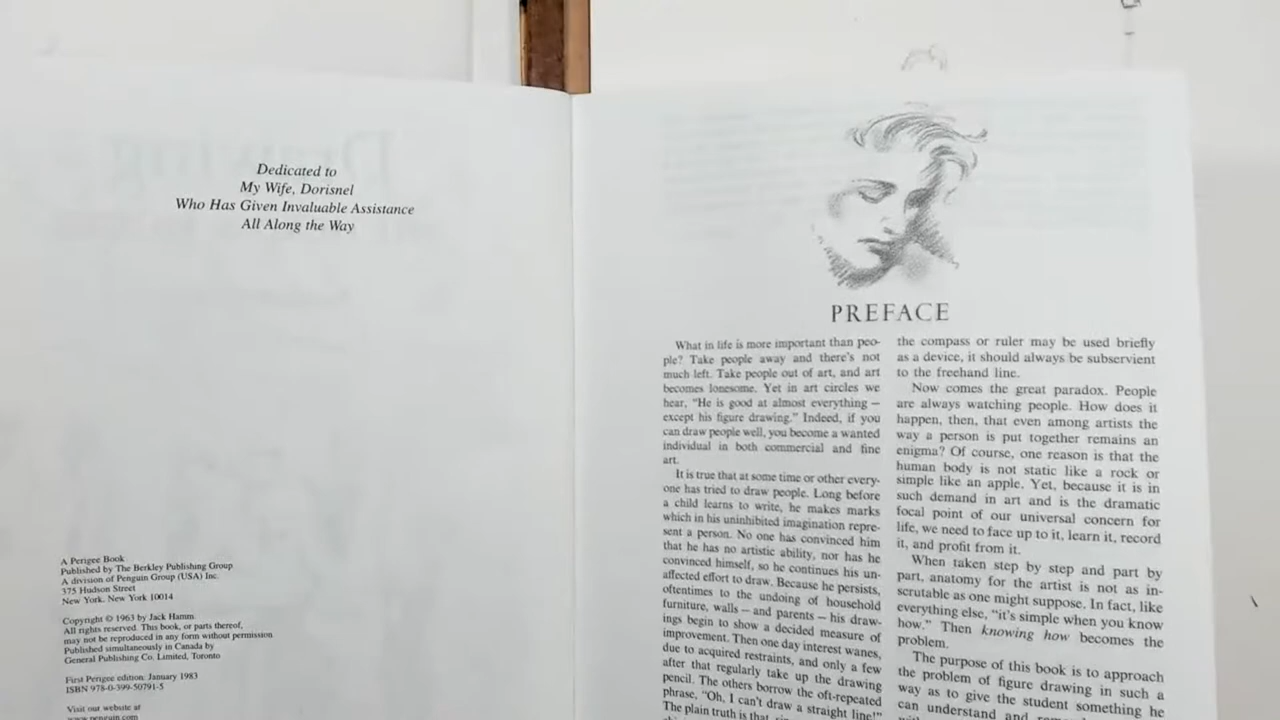 Dedicated to
My Wife, Dorisnel
Who Has Given Invaluable Assistance
All Along the Way
A Perigee Book
Published by The Berkley Publishing Group
A division of Penguin Group (USA) Inc.
375 Hudson Street
New York, New York 10014
Copyright © 1963 by Jack Hamm
All rights reserved. This book, or parts thereof,
may not be reproduced in any form without permission
Published simultaneously in Canada by
General Publishing Co. Limited, Toronto
First Perigee edition, January 1983
ISBN 978-0-399-50791-5
Visit our website at
www.penguin.com
PREFACE
What in life is more important than peo-
ple? Take people away and there's not
much left. Take people out of art, and art
becomes lonesome. Yet in art circles we
hear, "He is good at almost everything —
except his figure drawing." Indeed, if you
can draw people well, you become a wanted
individual in both commercial and fine
art.
It is true that at some time or other every-
one has tried to draw people. Long before
a child learns to write, he makes marks
which in his uninhibited imagination repre-
sent a person. No one has convinced him
that he has no artistic ability, nor has he
convinced himself, so he continues his un-
affected effort to draw. Because he persists,
oftentimes to the undoing of household
furniture, walls — and parents — his draw-
ings begin to show a decided measure of
improvement. Then one day interest wanes,
due to acquired restraints, and only a few
after that regularly take up the drawing
pencil. The others borrow the oft-repeated
phrase, "Oh, I can't draw a straight line!"
The plain truth is that
the compass or ruler may be used briefly
as a device, it should always be subservient
to the freehand line.
Now comes the great paradox. People
are always watching people. How does it
happen, then, that even among artists the
way a person is put together remains an
enigma? Of course, one reason is that the
human body is not static like a rock or
simple like an apple. Yet, because it is in
such demand in art and is the dramatic
focal point of our universal concern for
life, we need to face up to it, learn it, record
it, and profit from it.
When taken step by step and part by
part, anatomy for the artist is not as in-
scrutable as one might suppose. In fact, like
everything else, "it's simple when you know
how." Then knowing how becomes the
problem.
The purpose of this book is to approach
the problem of figure drawing in such a
way as to give the student something he
can understand and